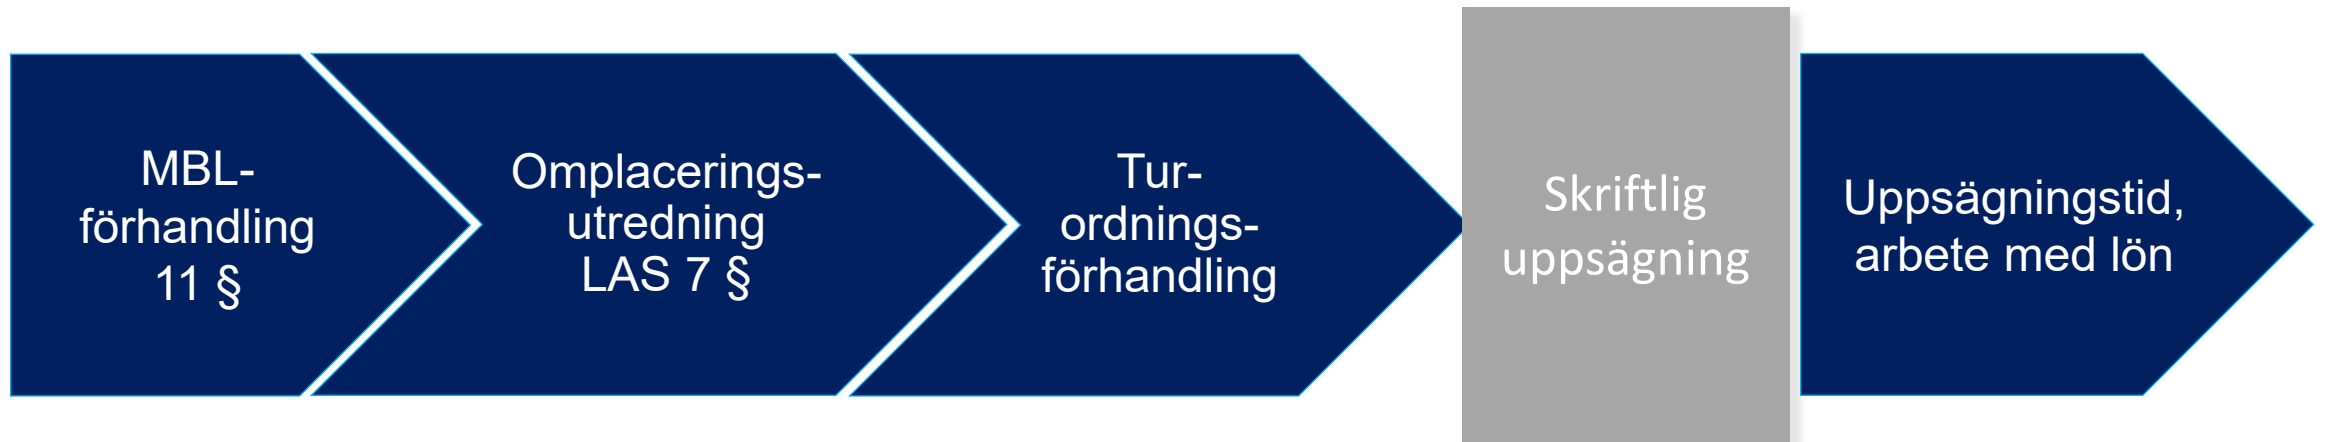 MBL-
förhandling
11 §
Omplacerings-
utredning
LAS 7 §
Tur-
ordnings-
förhandling
Skriftlig
uppsägning
Uppsägningstid,
arbete med lön